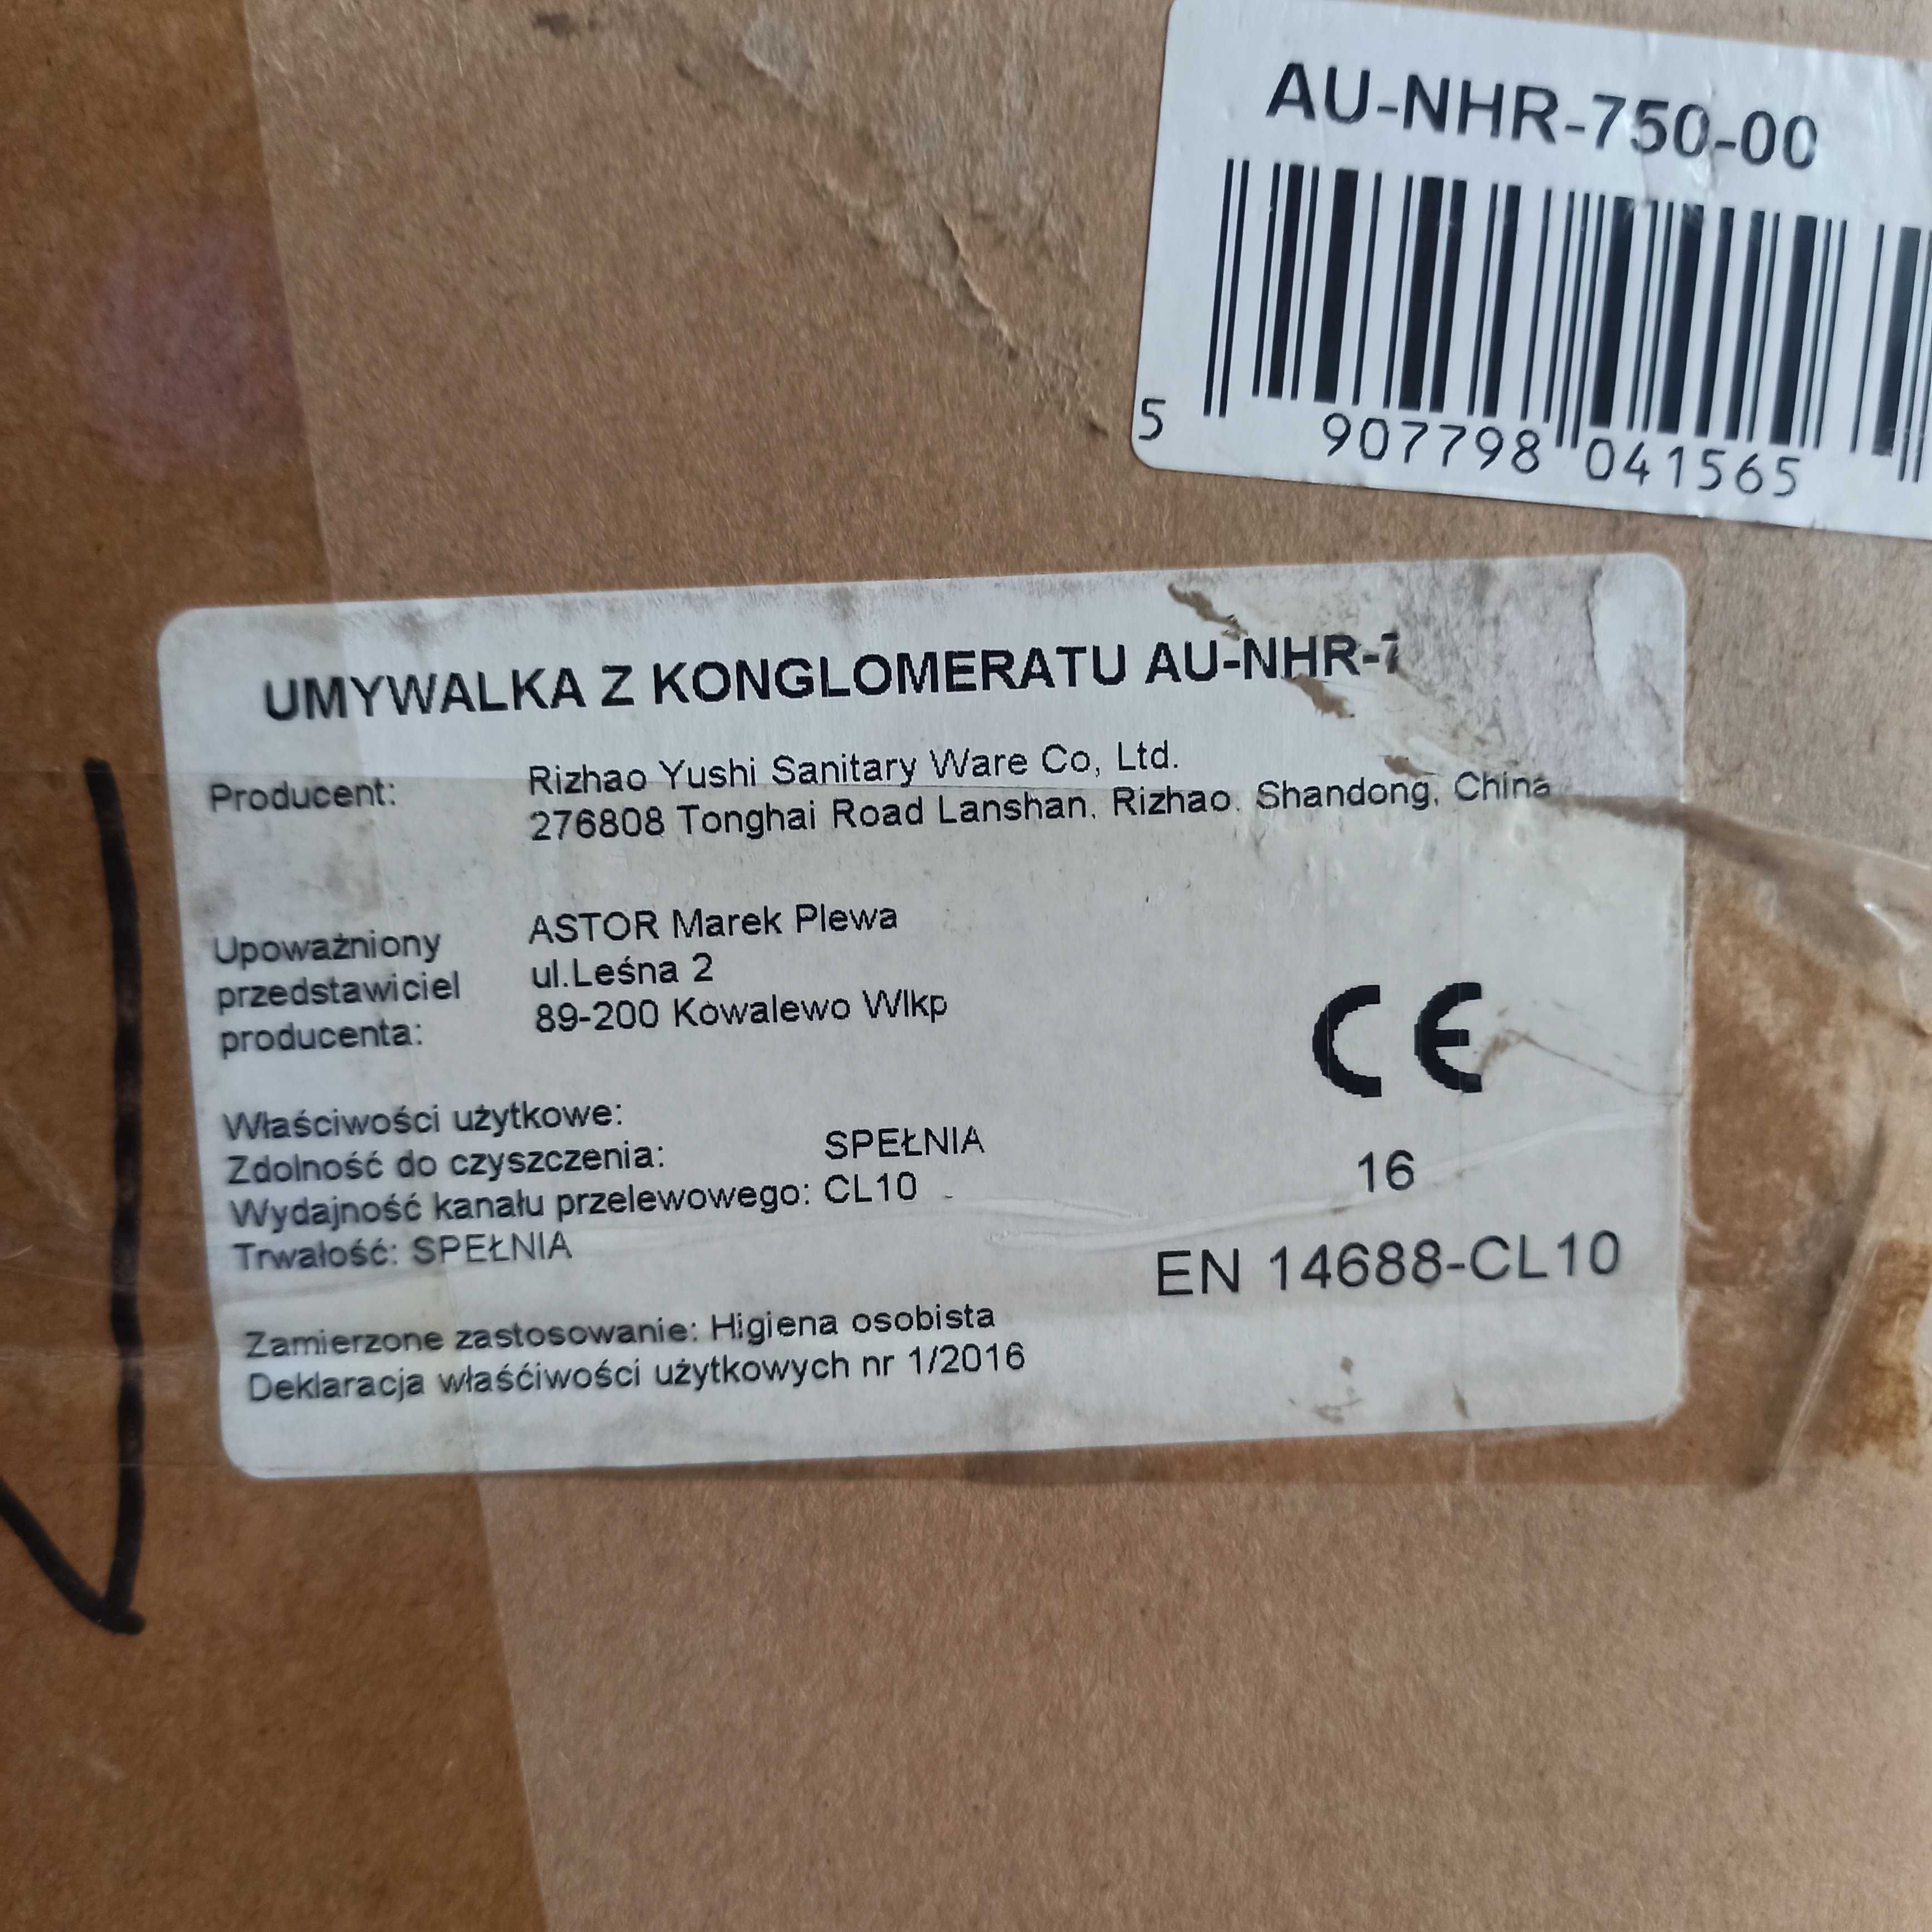 AU-NHR-750-00
5 907798 041565
UMYWALKA Z KONGLOMERATU AU-NHR-7
Producent: Rizhao Yushi Sanitary Ware Co, Ltd.
276808 Tonghai Road Lanshan, Rizhao. Shandong, China
Upoważniony przedstawiciel producenta:
ASTOR Marek Plewa
ul.Leśna 2
89-200 Kowalewo Wlkp
CE
Właściwości użytkowe:
Zdolność do czyszczenia: SPEŁNIA
Wydajność kanału przelewowego: CL10
Trwałość: SPEŁNIA
16
EN 14688-CL10
Zamierzone zastosowanie: Higiena osobista
Deklaracja właśćiwości użytkowych nr 1/2016